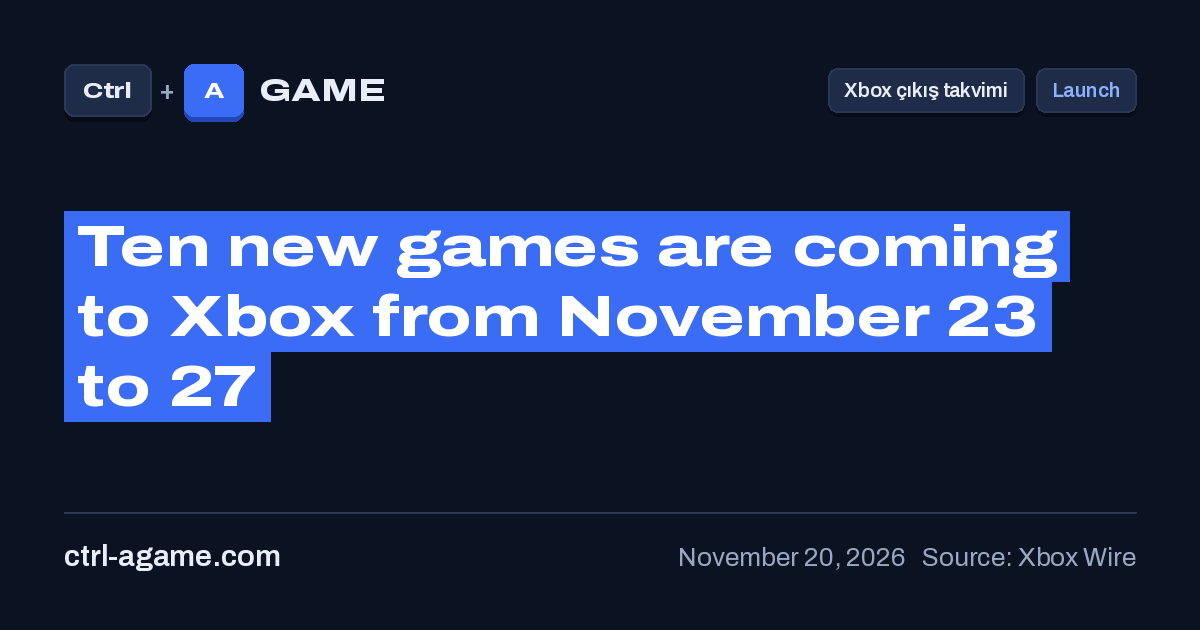 Ctrl + A GAME
Xbox çıkış takvimi Launch
Ten new games are coming
to Xbox from November 23
to 27
ctrl-agame.com
November 20, 2026 Source: Xbox Wire